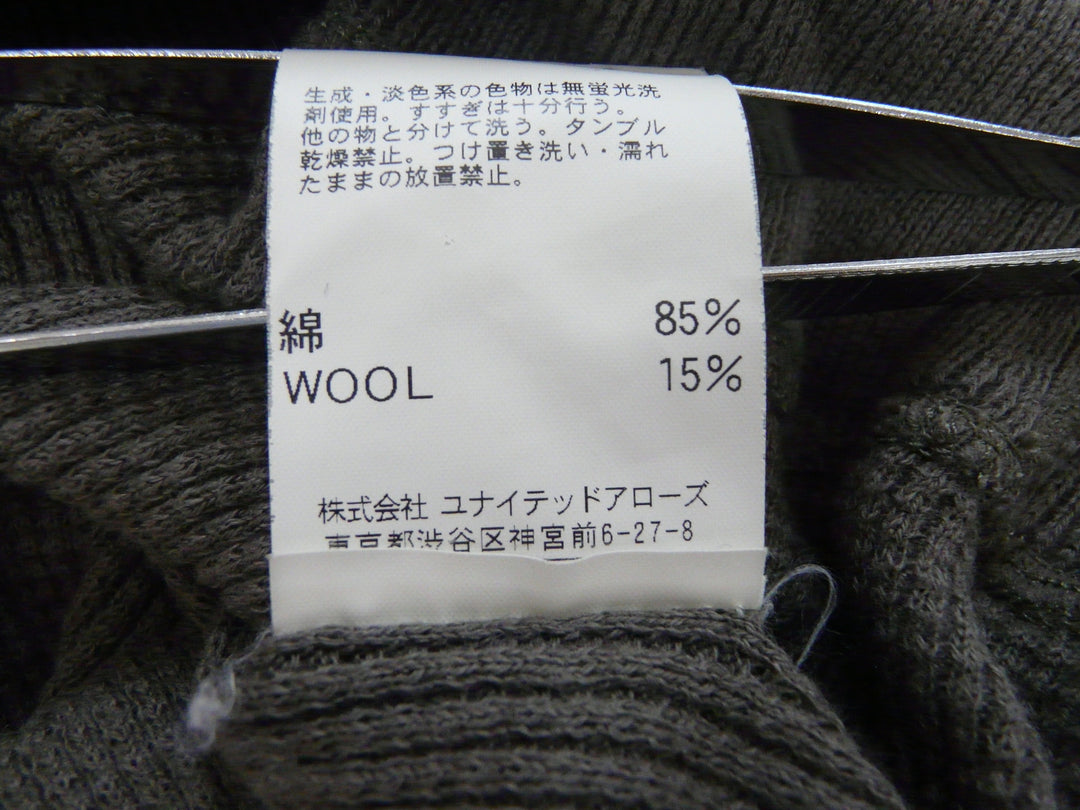 生成・淡色系の色物は無蛍光洗
剤使用。すすぎは十分行う。
他の物と分けて洗う。タンブル
乾燥禁止。つけ置き洗い・濡れ
たままの放置禁止。
綿 85%
WOOL 15%
株式会社 ユナイテッドアローズ
東京都渋谷区神宮前6-27-8